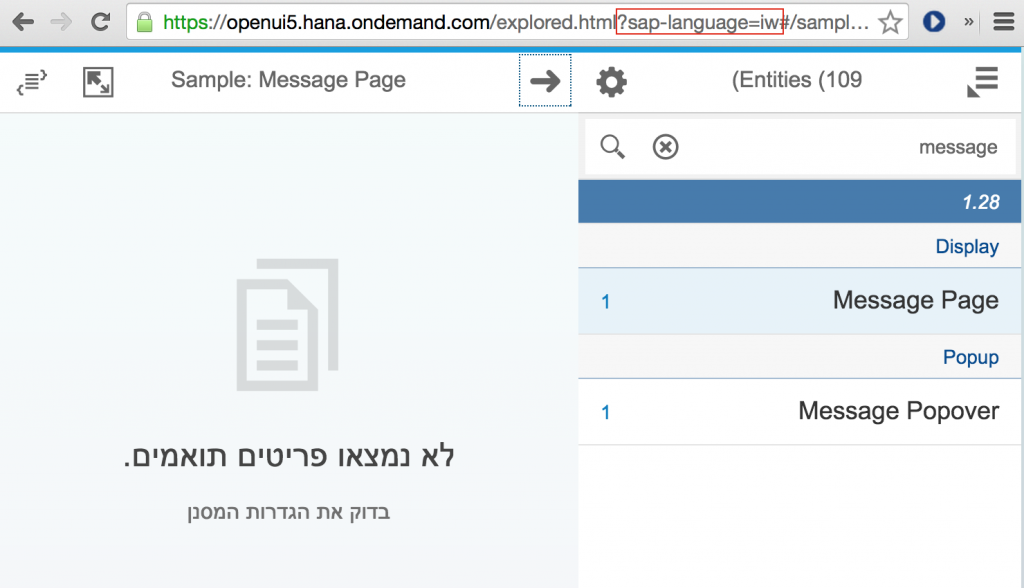 https://openui5.hana.ondemand.com/explored.html?sap-language=iw#/sampl...
»
Sample: Message Page
(Entities (109
message
1.28
Display
Message Page
1
Popup
Message Popover
1
לא נמצאו פריטים תואמים.
בדוק את הגדרות המסנן